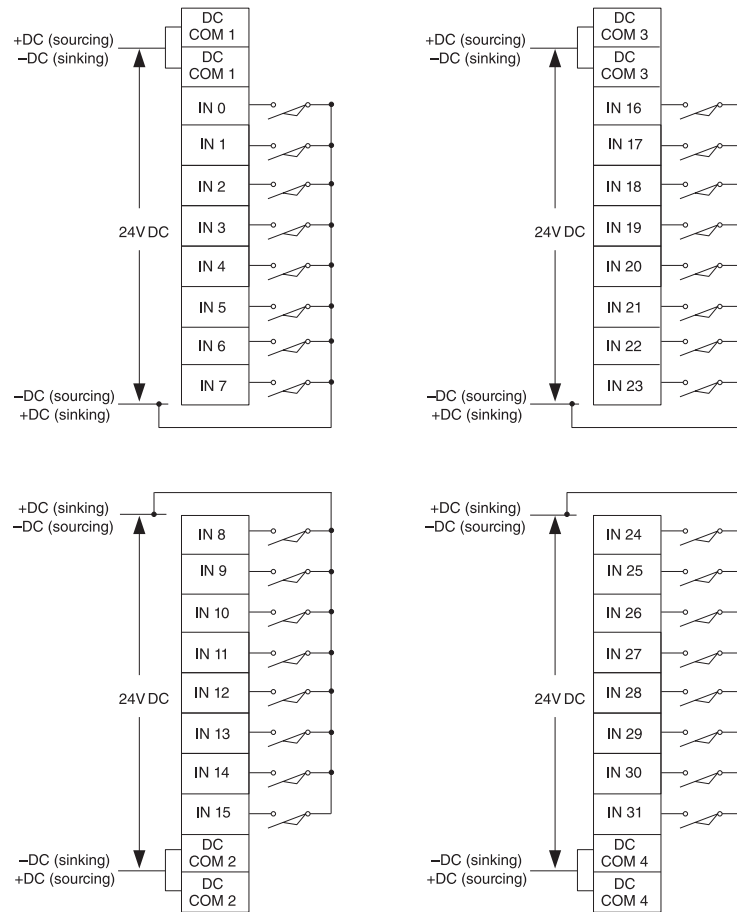 +DC (sourcing)
–DC (sinking)
24V DC
–DC (sourcing)
+DC (sinking)
DC
COM 1
DC
COM 1
IN 0
IN 1
IN 2
IN 3
IN 4
IN 5
IN 6
IN 7
+DC (sourcing)
–DC (sinking)
24V DC
–DC (sourcing)
+DC (sinking)
DC
COM 3
DC
COM 3
IN 16
IN 17
IN 18
IN 19
IN 20
IN 21
IN 22
IN 23
+DC (sinking)
–DC (sourcing)
24V DC
–DC (sinking)
+DC (sourcing)
IN 8
IN 9
IN 10
IN 11
IN 12
IN 13
IN 14
IN 15
DC
COM 2
DC
COM 2
+DC (sinking)
–DC (sourcing)
24V DC
–DC (sinking)
+DC (sourcing)
IN 24
IN 25
IN 26
IN 27
IN 28
IN 29
IN 30
IN 31
DC
COM 4
DC
COM 4